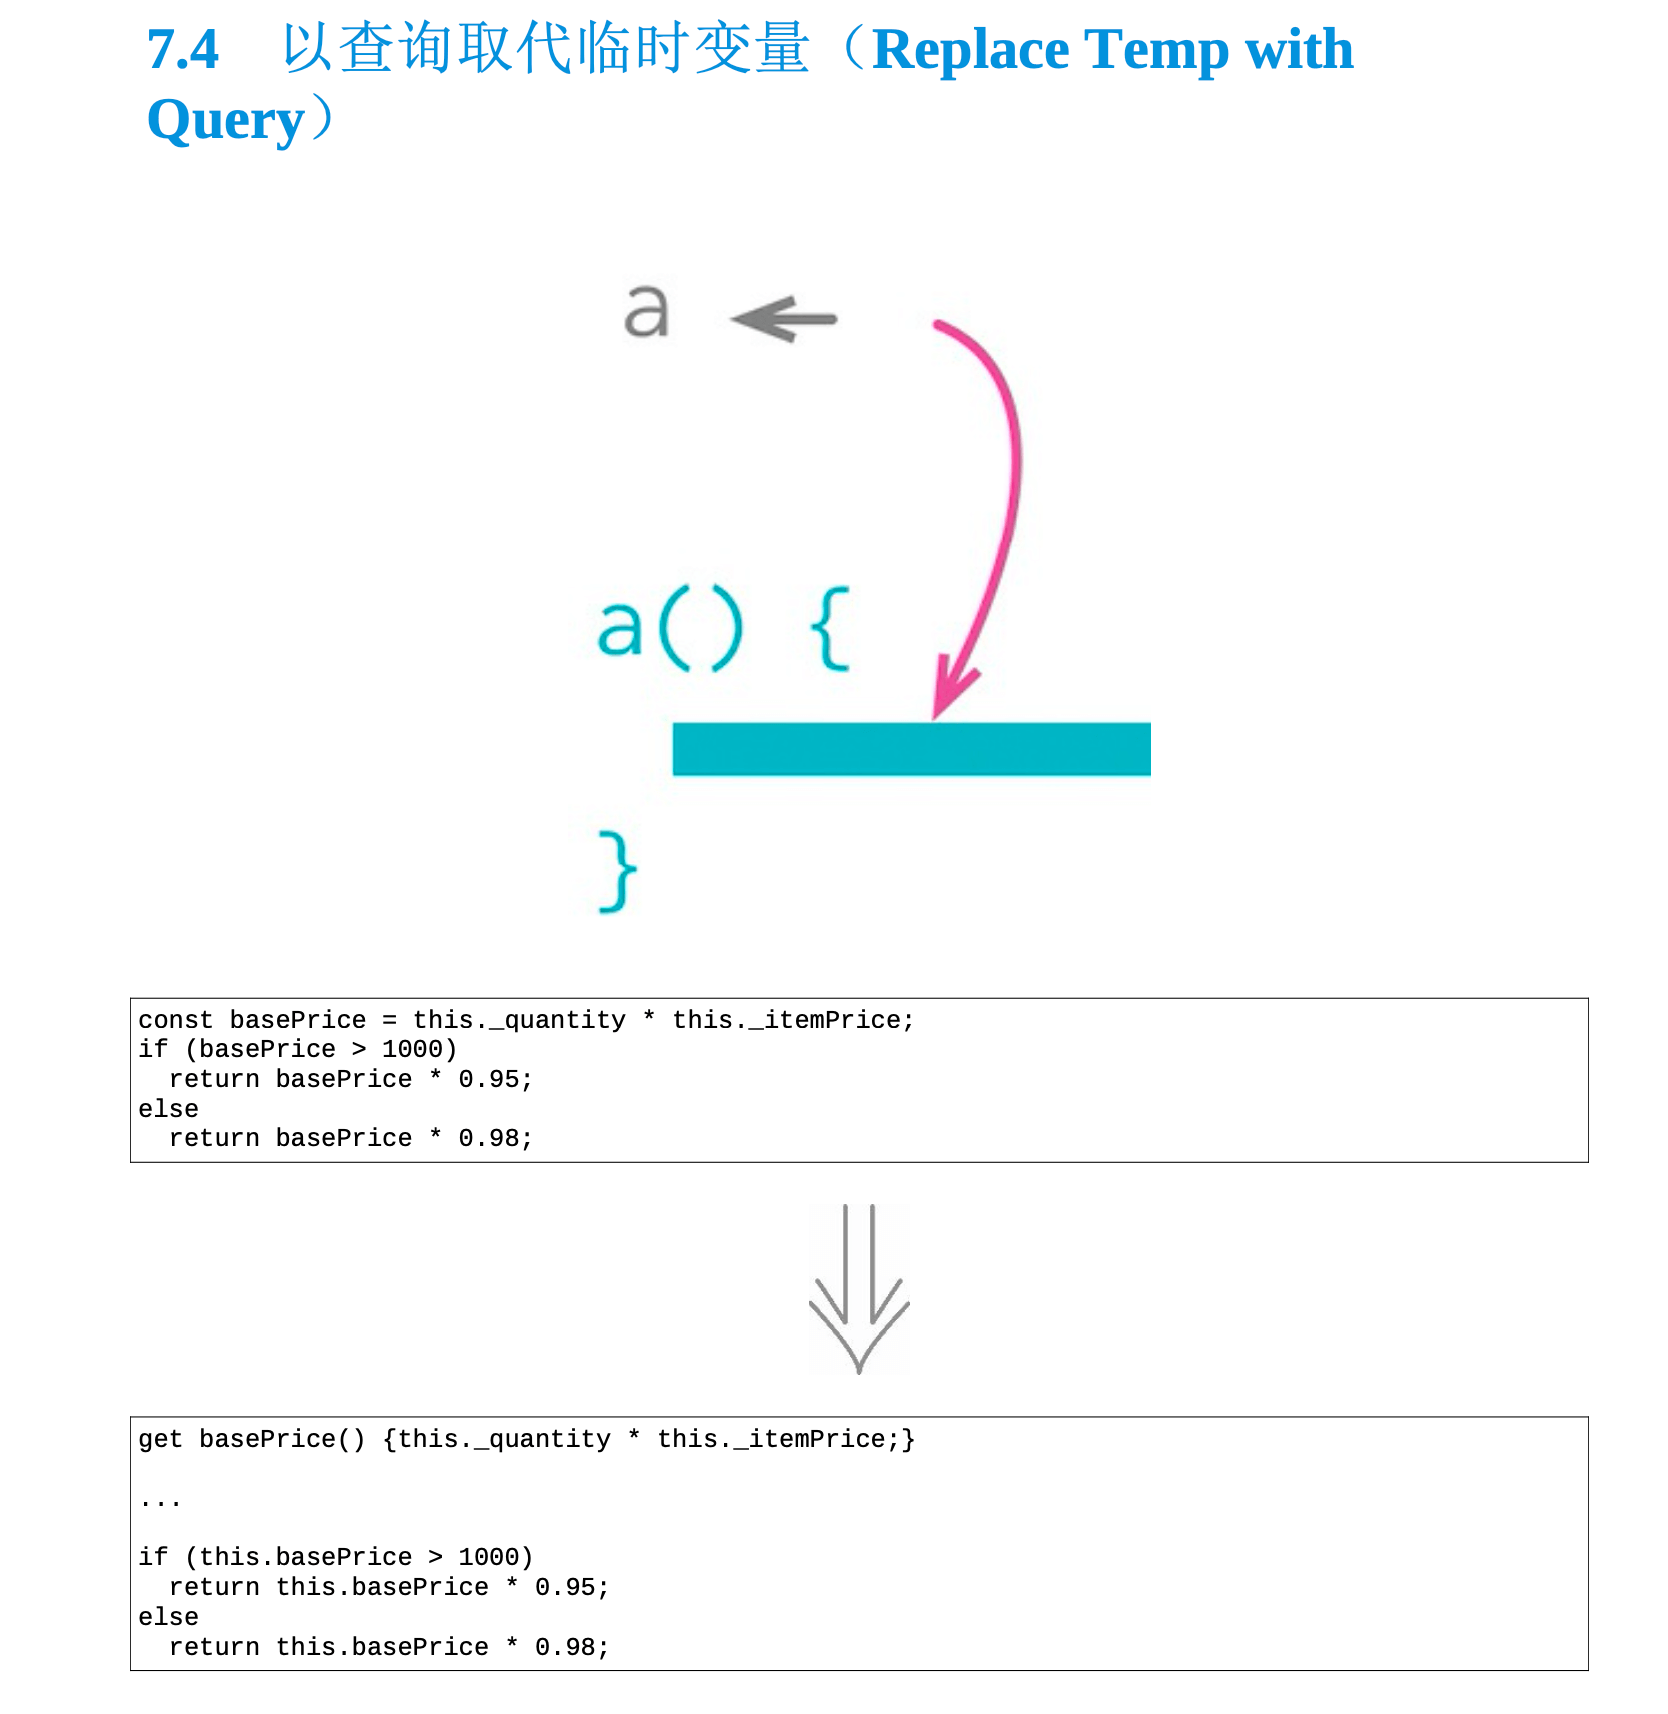 7.4 以查询取代临时变量（Replace Temp with
Query）
a
a() {
}
const basePrice = this._quantity * this._itemPrice;
if (basePrice > 1000)
  return basePrice * 0.95;
else
  return basePrice * 0.98;
get basePrice() {this._quantity * this._itemPrice;}
...
if (this.basePrice > 1000)
  return this.basePrice * 0.95;
else
  return this.basePrice * 0.98;